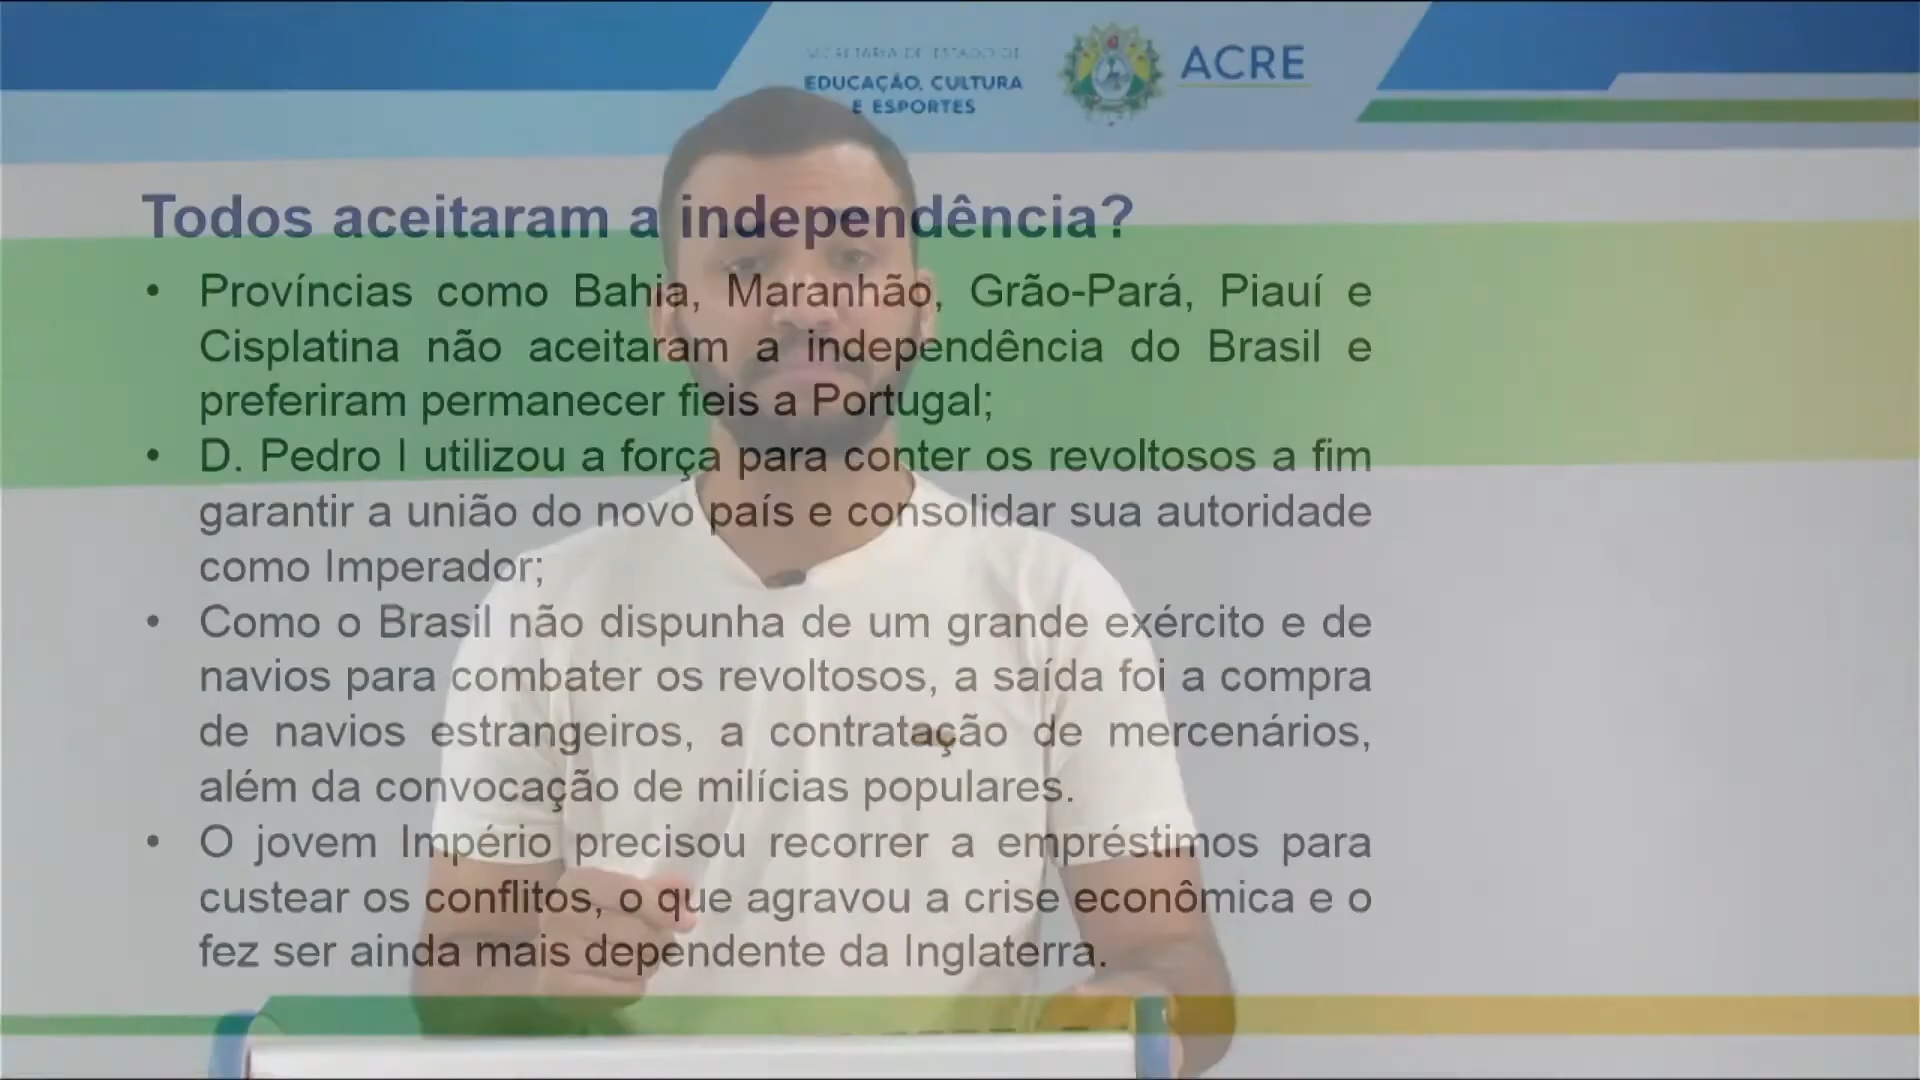 SECRETARIA DE ESTADO DE
EDUCAÇÃO, CULTURA
E ESPORTES
ACRE
Todos aceitaram a independência?
• Províncias como Bahia, Maranhão, Grão-Pará, Piauí e
Cisplatina não aceitaram a independência do Brasil e
preferiram permanecer fieis a Portugal;
• D. Pedro I utilizou a força para conter os revoltosos a fim
garantir a união do novo país e consolidar sua autoridade
como Imperador;
• Como o Brasil não dispunha de um grande exército e de
navios para combater os revoltosos, a saída foi a compra
de navios estrangeiros, a contratação de mercenários,
além da convocação de milícias populares.
• O jovem Império precisou recorrer a empréstimos para
custear os conflitos, o que agravou a crise econômica e o
fez ser ainda mais dependente da Inglaterra.